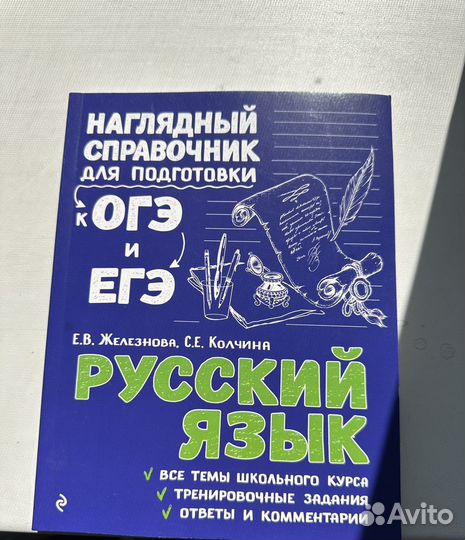 НАГЛЯДНЫЙ
СПРАВОЧНИК
ДЛЯ ПОДГОТОВКИ
К ОГЭ
И
ЕГЭ
Е.В. Железнова, С.Е. Колчина
РУССКИЙ
ЯЗЫК
✓ ВСЕ ТЕМЫ ШКОЛЬНОГО КУРСА
✓ ТРЕНИРОВОЧНЫЕ ЗАДАНИЯ
✓ ОТВЕТЫ И КОММЕНТАРИИ
Avito